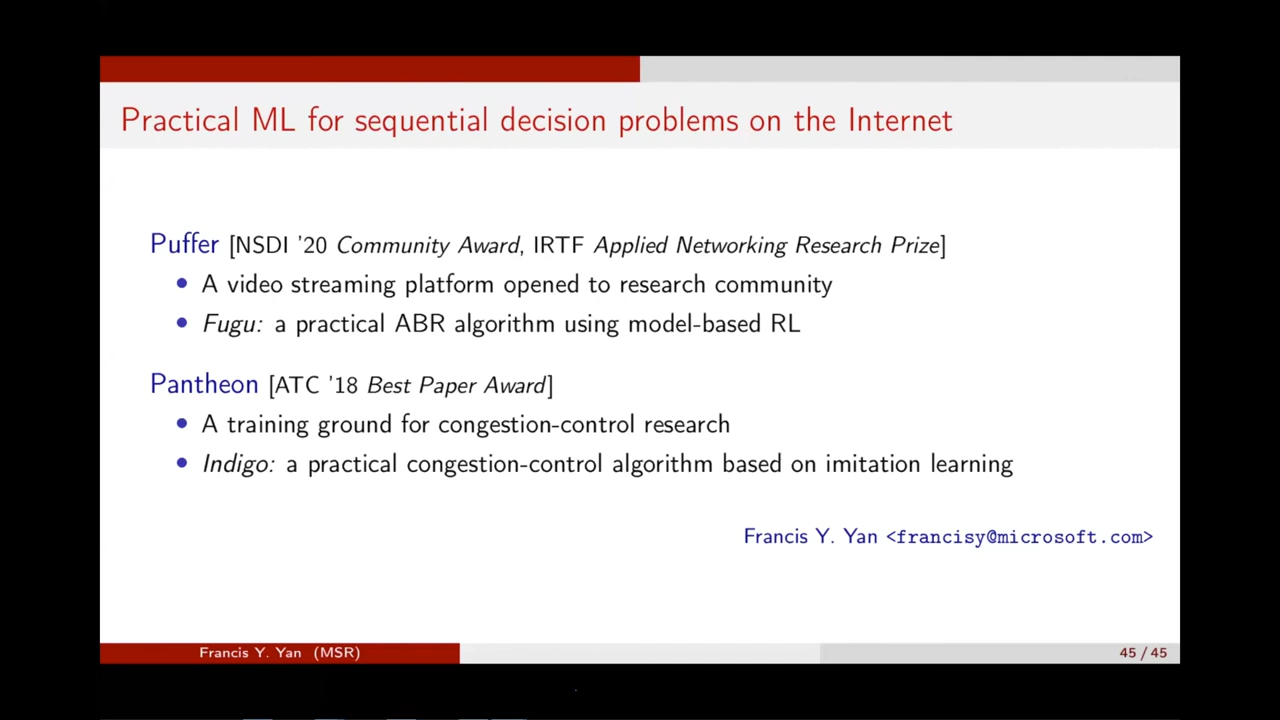 Practical ML for sequential decision problems on the Internet
Puffer [NSDI '20 Community Award, IRTF Applied Networking Research Prize]
• A video streaming platform opened to research community
• Fugu: a practical ABR algorithm using model-based RL
Pantheon [ATC '18 Best Paper Award]
• A training ground for congestion-control research
• Indigo: a practical congestion-control algorithm based on imitation learning
Francis Y. Yan <francisy@microsoft.com>
Francis Y. Yan (MSR)
45 / 45